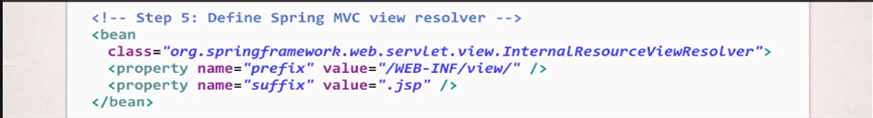 <!-- Step 5: Define Spring MVC view resolver -->
<bean
class="org.springframework.web.servlet.view.InternalResourceViewResolver">
<property name="prefix" value="/WEB-INF/view/" />
<property name="suffix" value=".jsp" />
</bean>